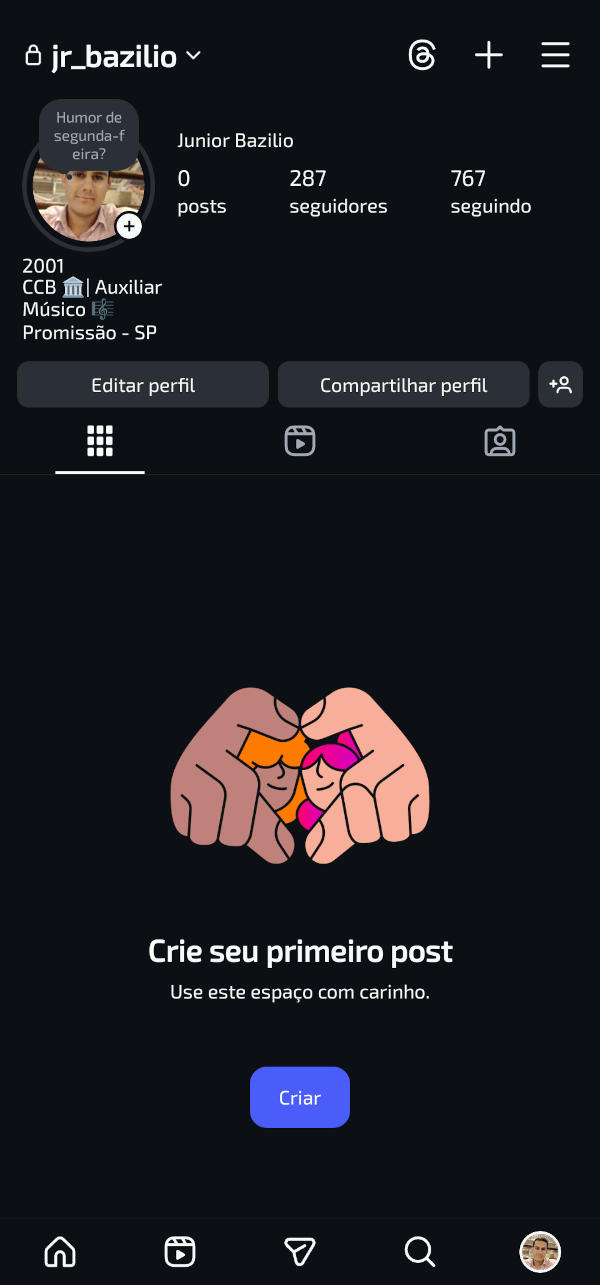 jr_bazilio
Humor de
segunda-f
eira?
Junior Bazilio
0 287 767
posts seguidores seguindo
2001
CCB 🏛️| Auxiliar
Músico 🎼
Promissão - SP
Editar perfil Compartilhar perfil
Crie seu primeiro post
Use este espaço com carinho.
Criar